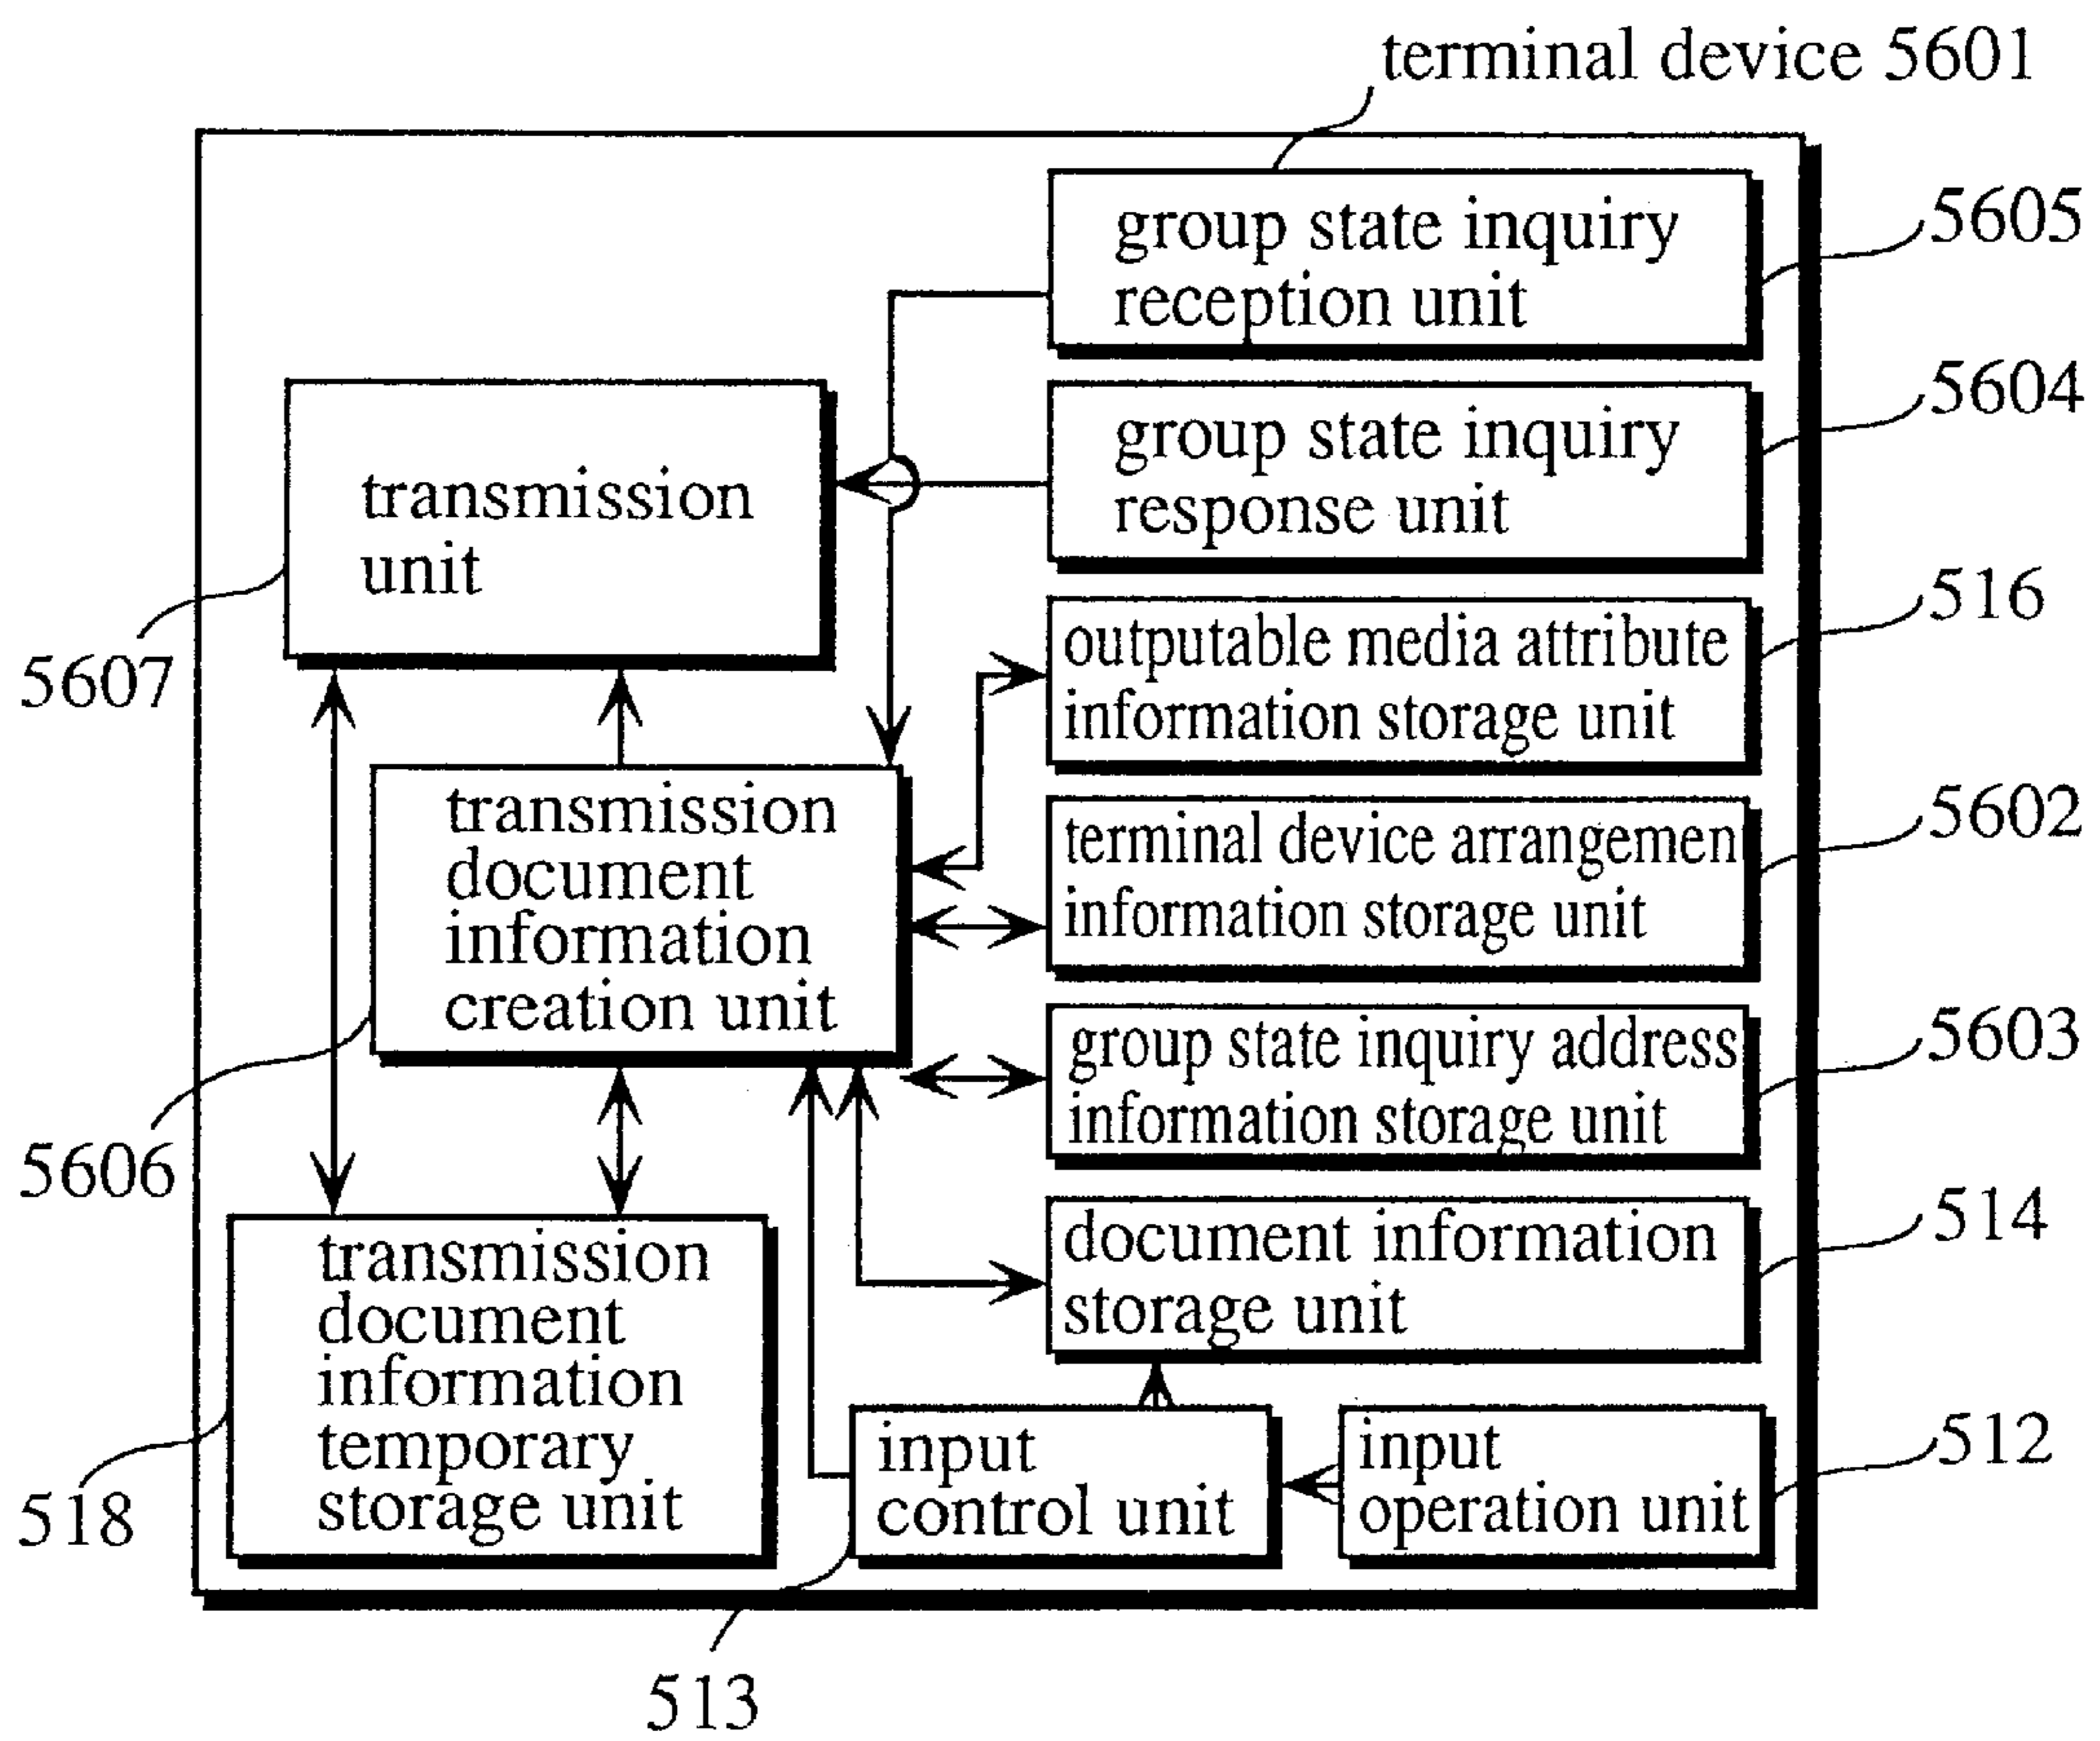 terminal device 5601
group state inquiry
reception unit
5605
group state inquiry
response unit
5604
transmission
unit
5607
outputable media attribute
information storage unit
516
transmission
document
information
creation unit
5606
terminal device arrangemen
information storage unit
5602
group state inquiry address
information storage unit
5603
document information
storage unit
514
transmission
document
information
temporary
storage unit
518
input
control unit
513
input
operation unit
512